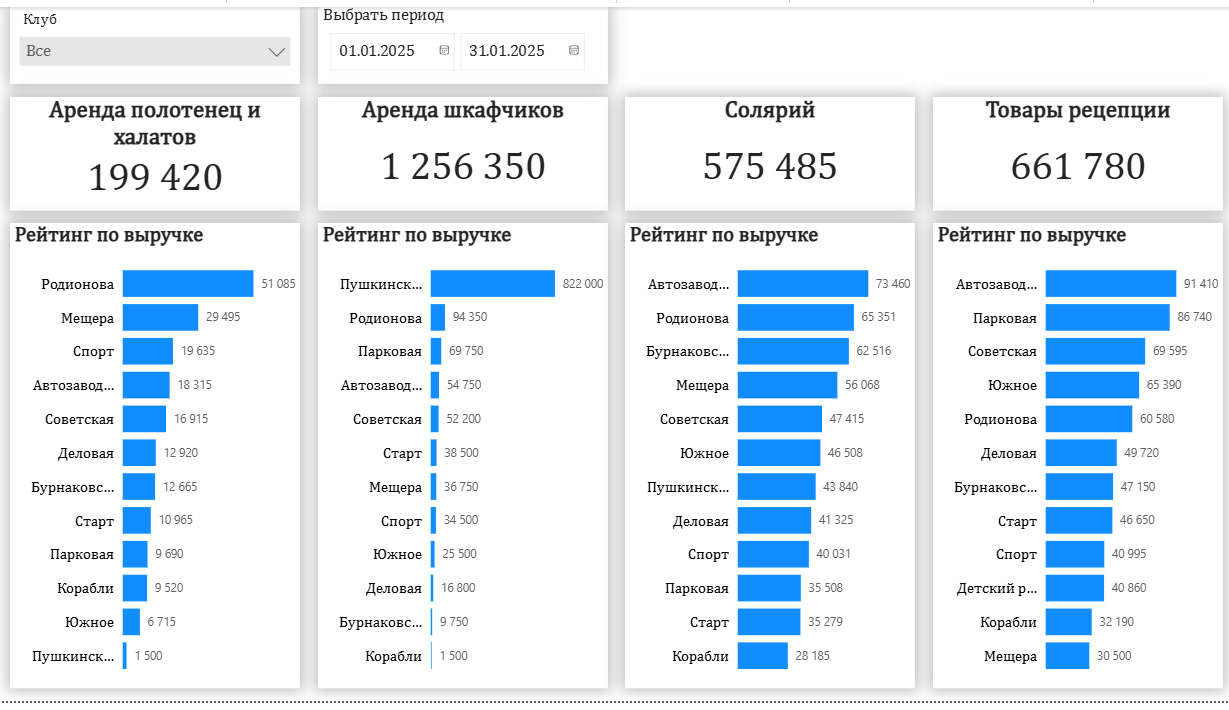 Клуб
Все
Выбрать период
01.01.2025
31.01.2025
Аренда полотенец и
халатов
199 420
Аренда шкафчиков
1 256 350
Солярий
575 485
Товары рецепции
661 780
Рейтинг по выручке
Родионова 51 085
Мещера 29 495
Спорт 19 635
Автозавод... 18 315
Советская 16 915
Деловая 12 920
Бурнаковс... 12 665
Старт 10 965
Парковая 9 690
Корабли 9 520
Южное 6 715
Пушкинск... 1 500
Рейтинг по выручке
Пушкинск... 822 000
Родионова 94 350
Парковая 69 750
Автозавод... 54 750
Советская 52 200
Старт 38 500
Мещера 36 750
Спорт 34 500
Южное 25 500
Деловая 16 800
Бурнаковс... 9 750
Корабли 1 500
Рейтинг по выручке
Автозавод... 73 460
Родионова 65 351
Бурнаковс... 62 516
Мещера 56 068
Советская 47 415
Южное 46 508
Пушкинск... 43 840
Деловая 41 325
Спорт 40 031
Парковая 35 508
Старт 35 279
Корабли 28 185
Рейтинг по выручке
Автозавод... 91 410
Парковая 86 740
Советская 69 595
Южное 65 390
Родионова 60 580
Деловая 49 720
Бурнаковс... 47 150
Старт 46 650
Спорт 40 995
Детский р... 40 860
Корабли 32 190
Мещера 30 500